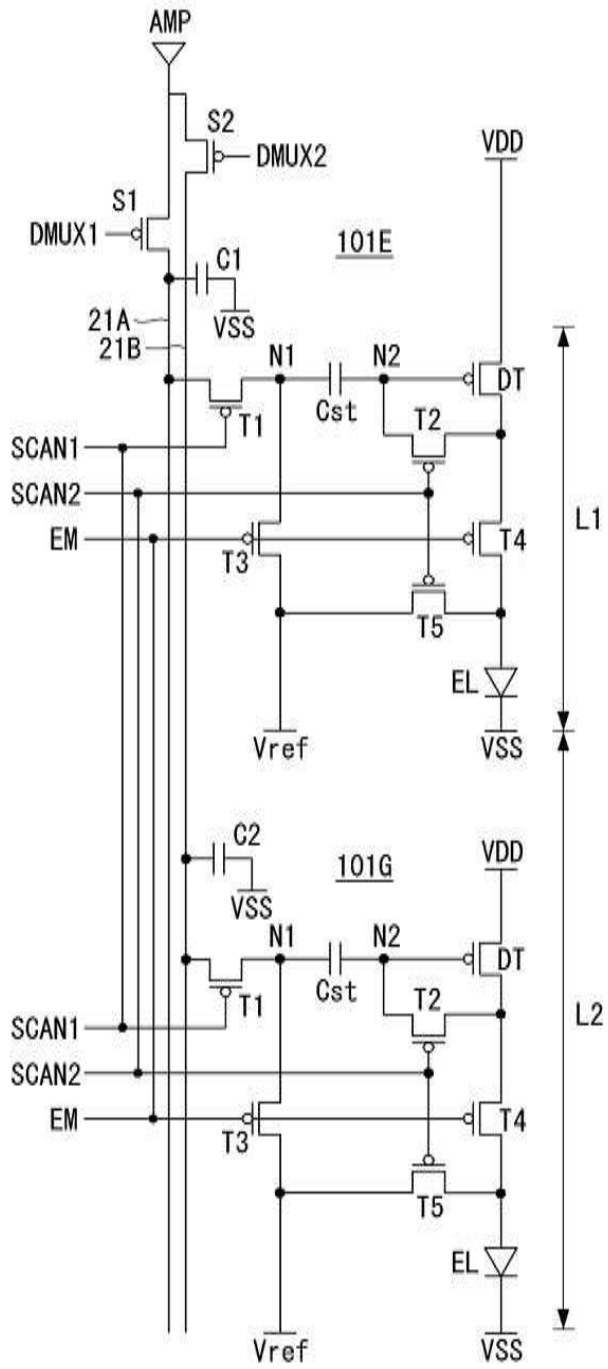 AMP
S2
VDD
DMUX2
S1
DMUX1
101E
C1
21A
VSS
21B
N1
N2
DT
Cst
T2
T1
SCAN1
SCAN2
L1
EM
T3
T4
T5
EL
Vref
VSS
C2
101G
VDD
VSS
N1
N2
DT
Cst
T2
T1
L2
SCAN1
SCAN2
EM
T3
T4
T5
EL
Vref
VSS